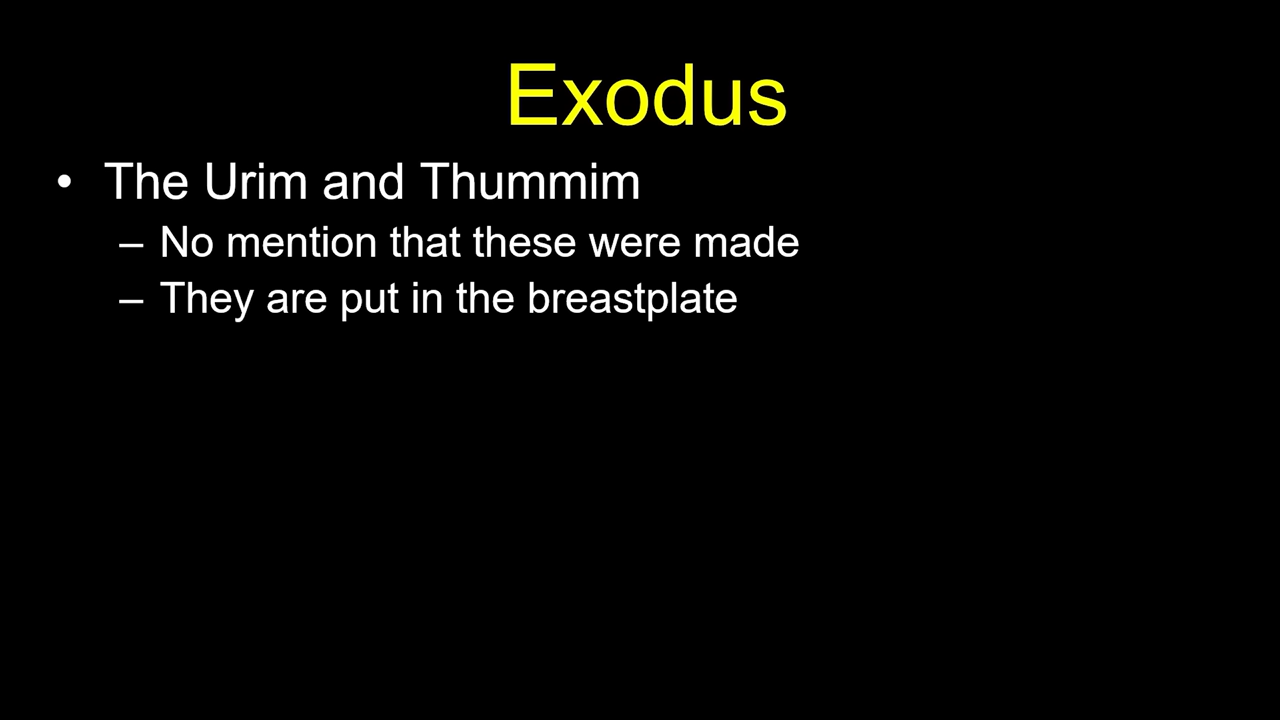 Exodus
• The Urim and Thummim
– No mention that these were made
– They are put in the breastplate